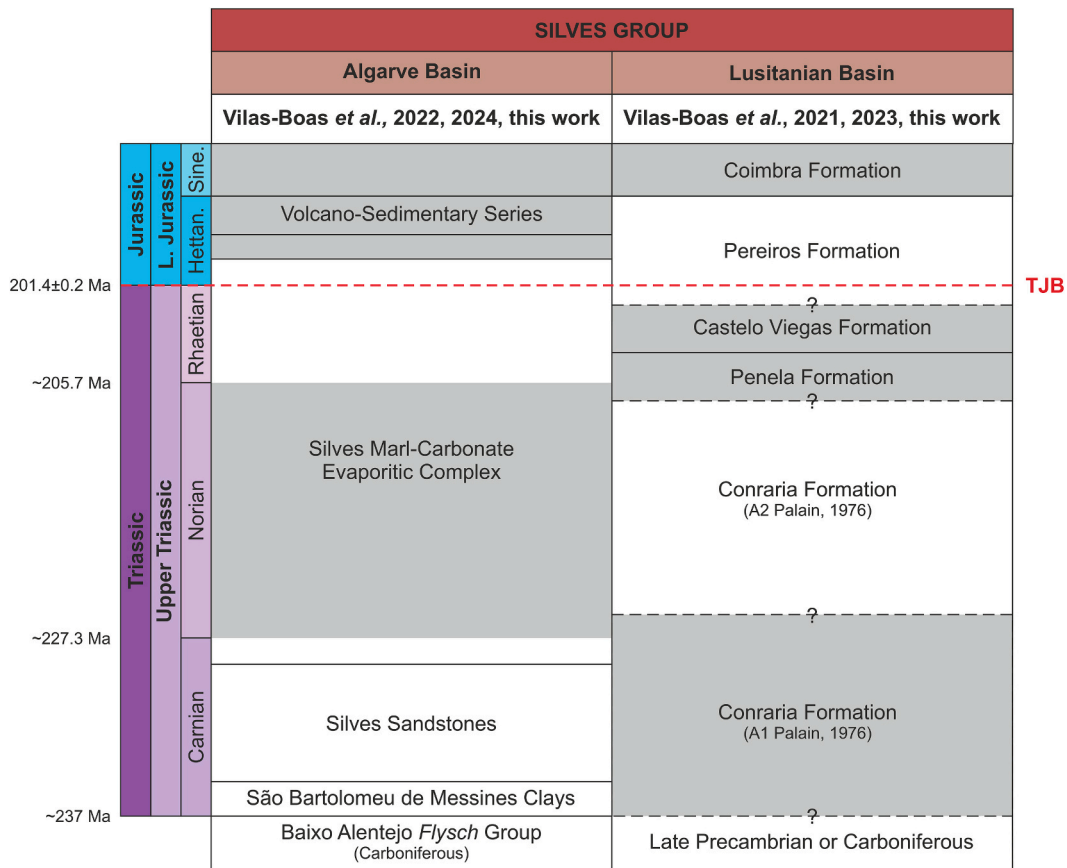 SILVES GROUP
Algarve Basin
Lusitanian Basin
Vilas-Boas et al., 2022, 2024, this work
Vilas-Boas et al., 2021, 2023, this work
Jurassic
L. Jurassic
Sine.
Hettan.
Coimbra Formation
Volcano-Sedimentary Series
Pereiros Formation
201.4±0.2 Ma
TJB
Triassic
Upper Triassic
Rhaetian
?
Castelo Viegas Formation
Penela Formation
~205.7 Ma
?
Norian
Silves Marl-Carbonate
Evaporitic Complex
Conraria Formation
(A2 Palain, 1976)
?
~227.3 Ma
Carnian
Silves Sandstones
Conraria Formation
(A1 Palain, 1976)
São Bartolomeu de Messines Clays
~237 Ma
?
Baixo Alentejo Flysch Group
(Carboniferous)
Late Precambrian or Carboniferous